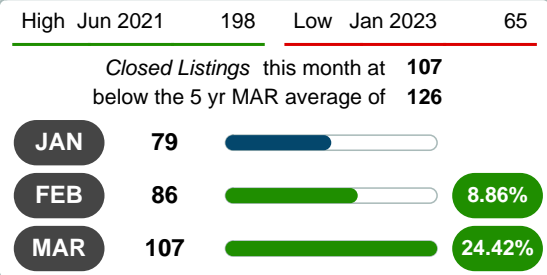 High Jun 2021 198 Low Jan 2023 65
Closed Listings this month at 107
below the 5 yr MAR average of 126
JAN 79
FEB 86 8.86%
MAR 107 24.42%